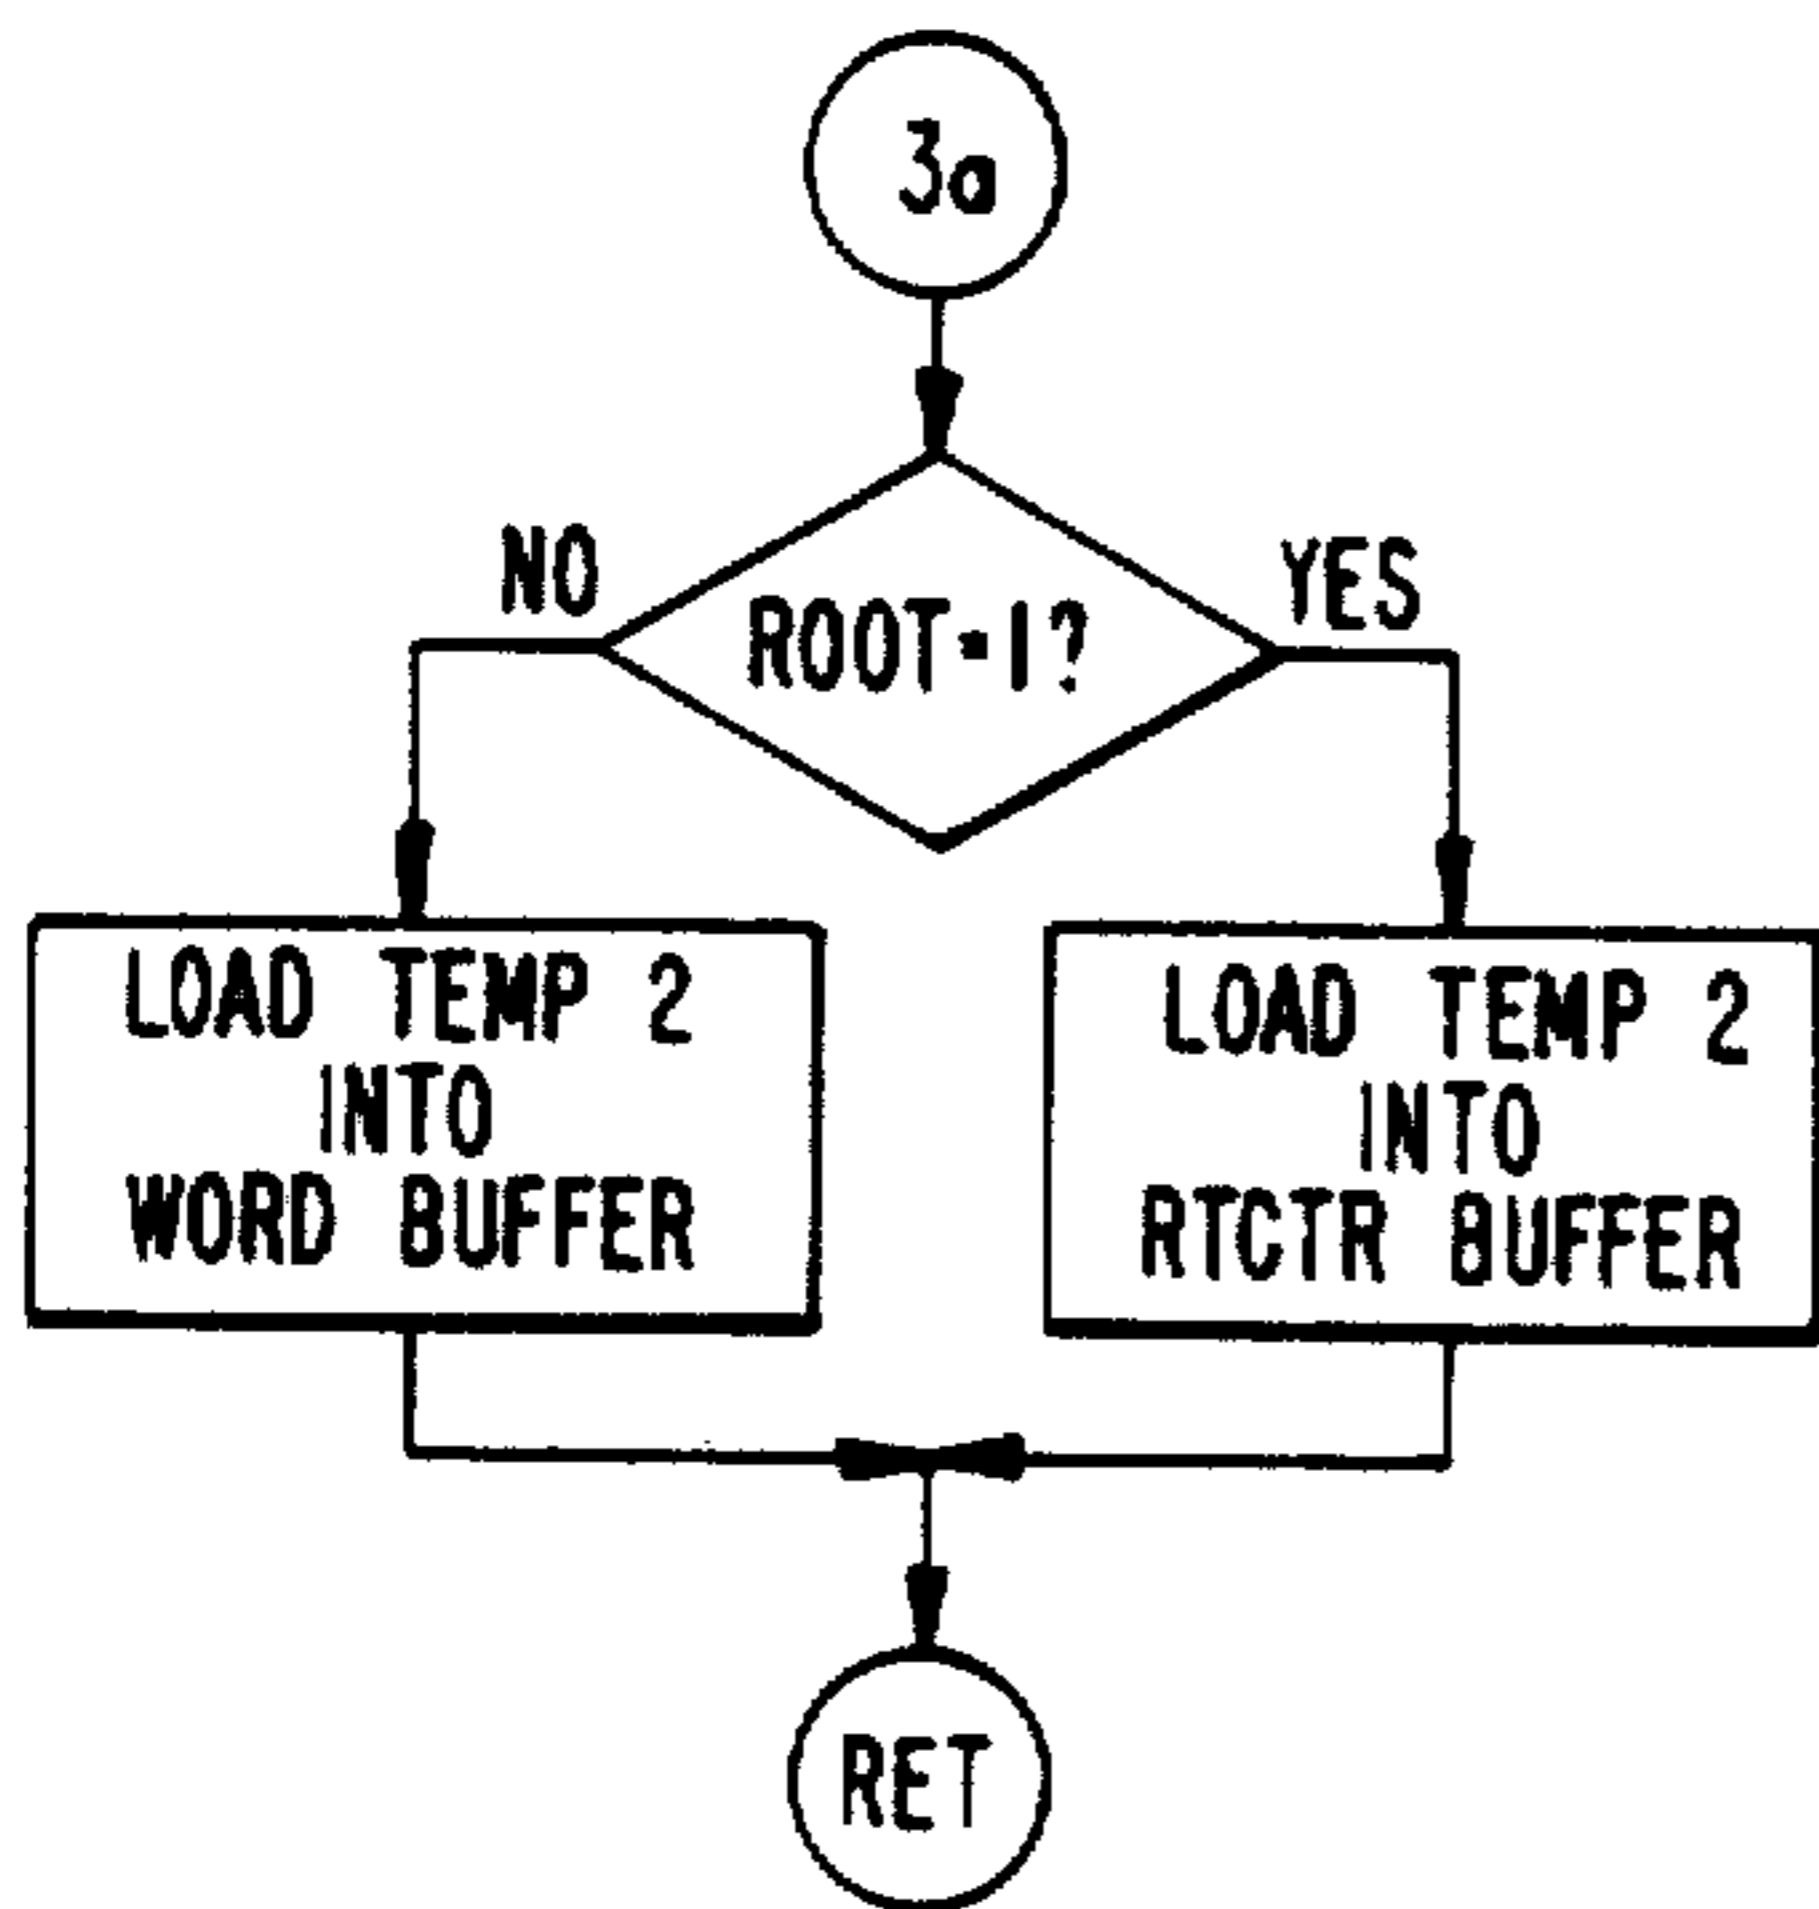 3a
NO
YES
ROOT=1?
LOAD TEMP 2
INTO
WORD BUFFER
LOAD TEMP 2
INTO
RTCTR BUFFER
RET